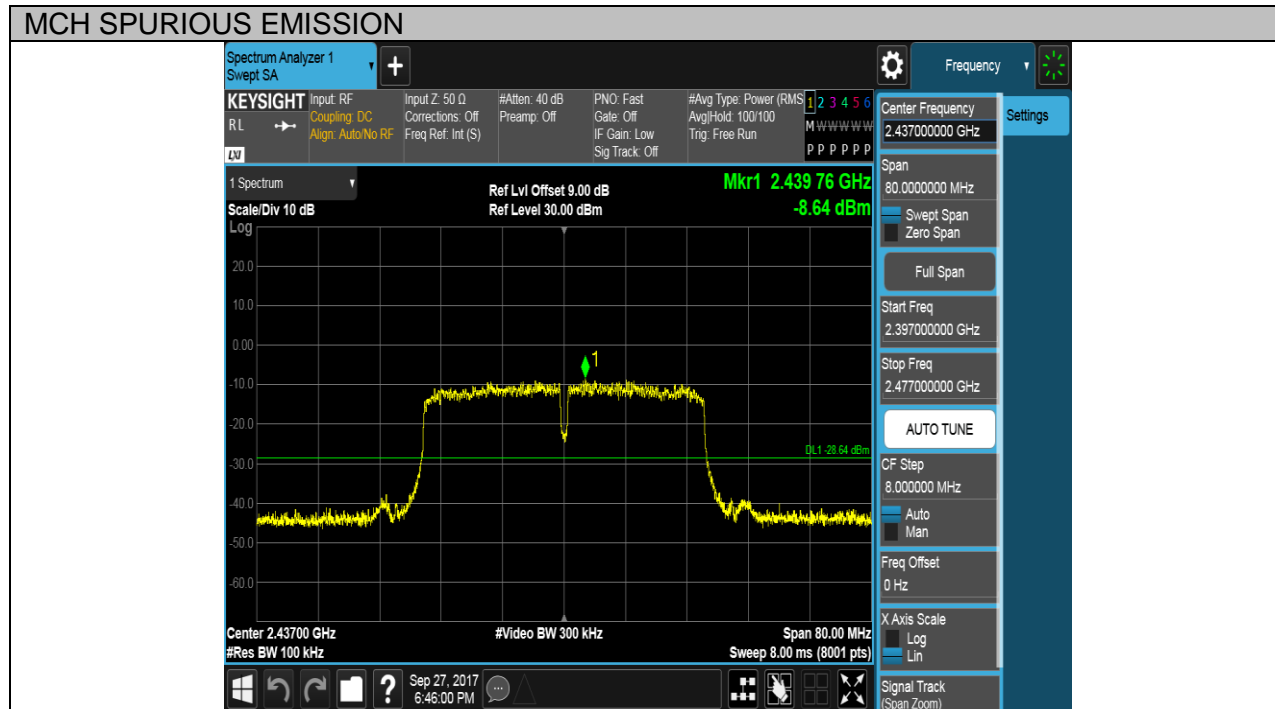 MCH SPURIOUS EMISSION
Spectrum Analyzer 1
Swept SA
Frequency
KEYSIGHT
RL
LXI
Input: RF
Coupling: DC
Align: Auto/No RF
Input Z: 50 Ω
Corrections: Off
Freq Ref: Int (S)
#Atten: 40 dB
Preamp: Off
PNO: Fast
Gate: Off
IF Gain: Low
Sig Track: Off
#Avg Type: Power (RMS
Avg|Hold: 100/100
Trig: Free Run
1 2 3 4 5 6
M W W W W W
P P P P P P
1 Spectrum
Scale/Div 10 dB
Ref Lvl Offset 9.00 dB
Ref Level 30.00 dBm
Mkr1 2.439 76 GHz
-8.64 dBm
Log
20.0
10.0
0.00
-10.0
-20.0
-30.0
-40.0
-50.0
-60.0
1
DL1 -28.64 dBm
Center 2.43700 GHz
#Res BW 100 kHz
#Video BW 300 kHz
Span 80.00 MHz
Sweep 8.00 ms (8001 pts)
Sep 27, 2017
6:46:00 PM
Center Frequency
2.437000000 GHz
Settings
Span
80.0000000 MHz
Swept Span
Zero Span
Full Span
Start Freq
2.397000000 GHz
Stop Freq
2.477000000 GHz
AUTO TUNE
CF Step
8.000000 MHz
Auto
Man
Freq Offset
0 Hz
X Axis Scale
Log
Lin
Signal Track
(Span Zoom)